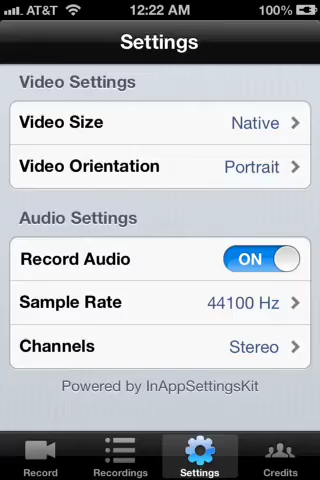 AT&T 12:22 AM 100%
Settings
Video Settings
Video Size Native
Video Orientation Portrait
Audio Settings
Record Audio ON
Sample Rate 44100 Hz
Channels Stereo
Powered by InAppSettingsKit
Record Recordings Settings Credits